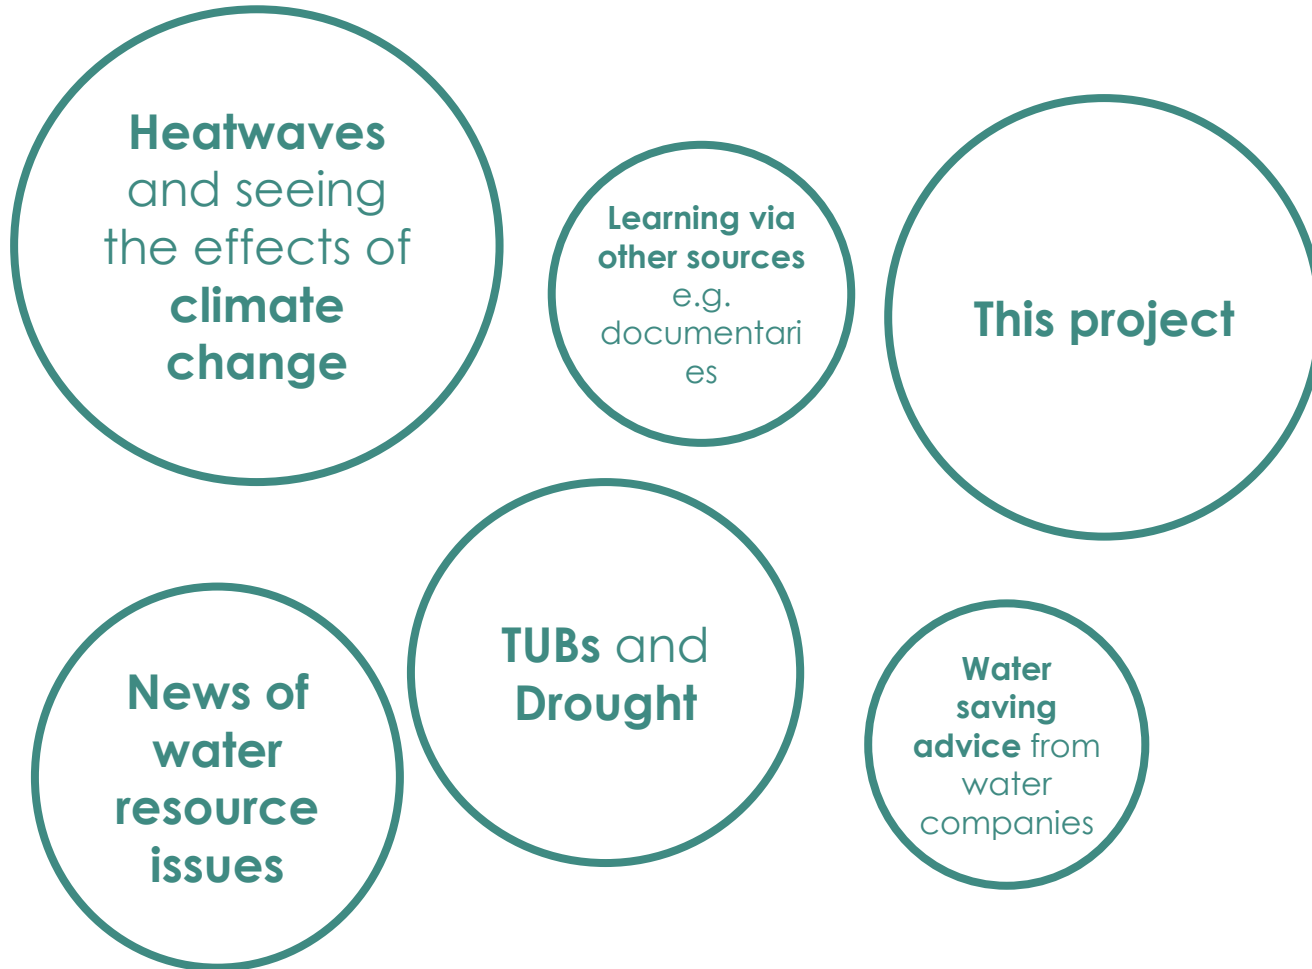 Heatwaves
and seeing
the effects of
climate
change
Learning via
other sources
e.g.
documentari
es
This project
News of
water
resource
issues
TUBs and
Drought
Water
saving
advice from
water
companies